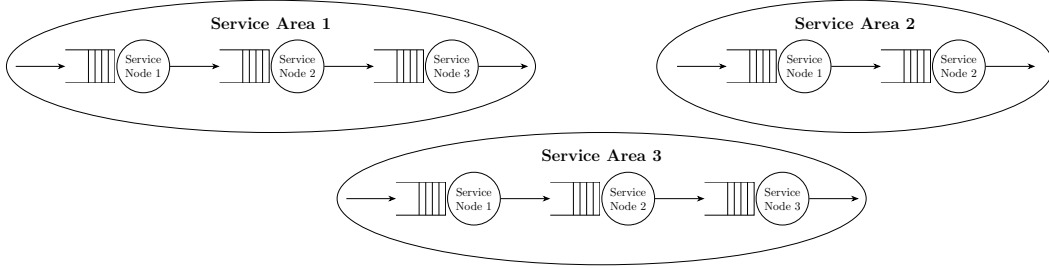 Service Area 1
Service
Node 1
Service
Node 2
Service
Node 3
Service Area 2
Service
Node 1
Service
Node 2
Service Area 3
Service
Node 1
Service
Node 2
Service
Node 3